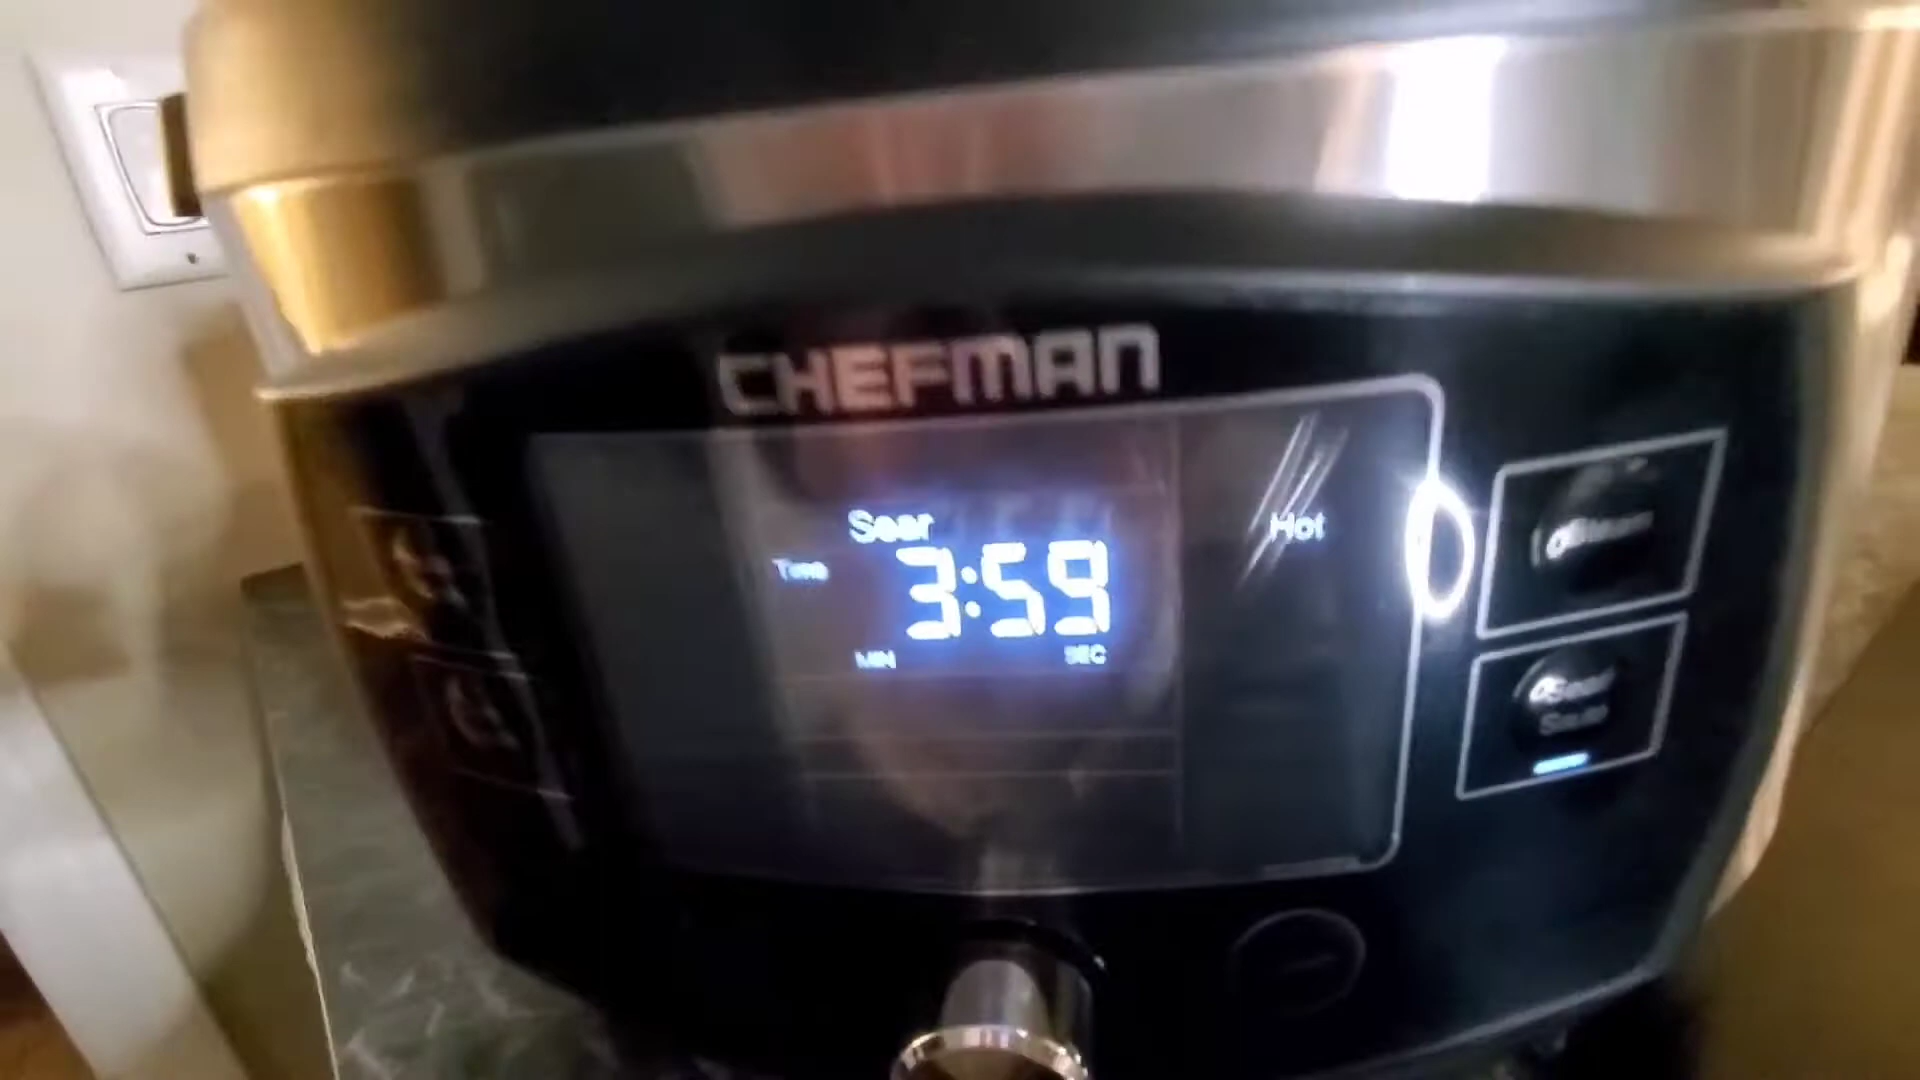 CHEFMAN
Sear
Hot
Time
3:59
MIN SEC
Steam
Sear
Saute